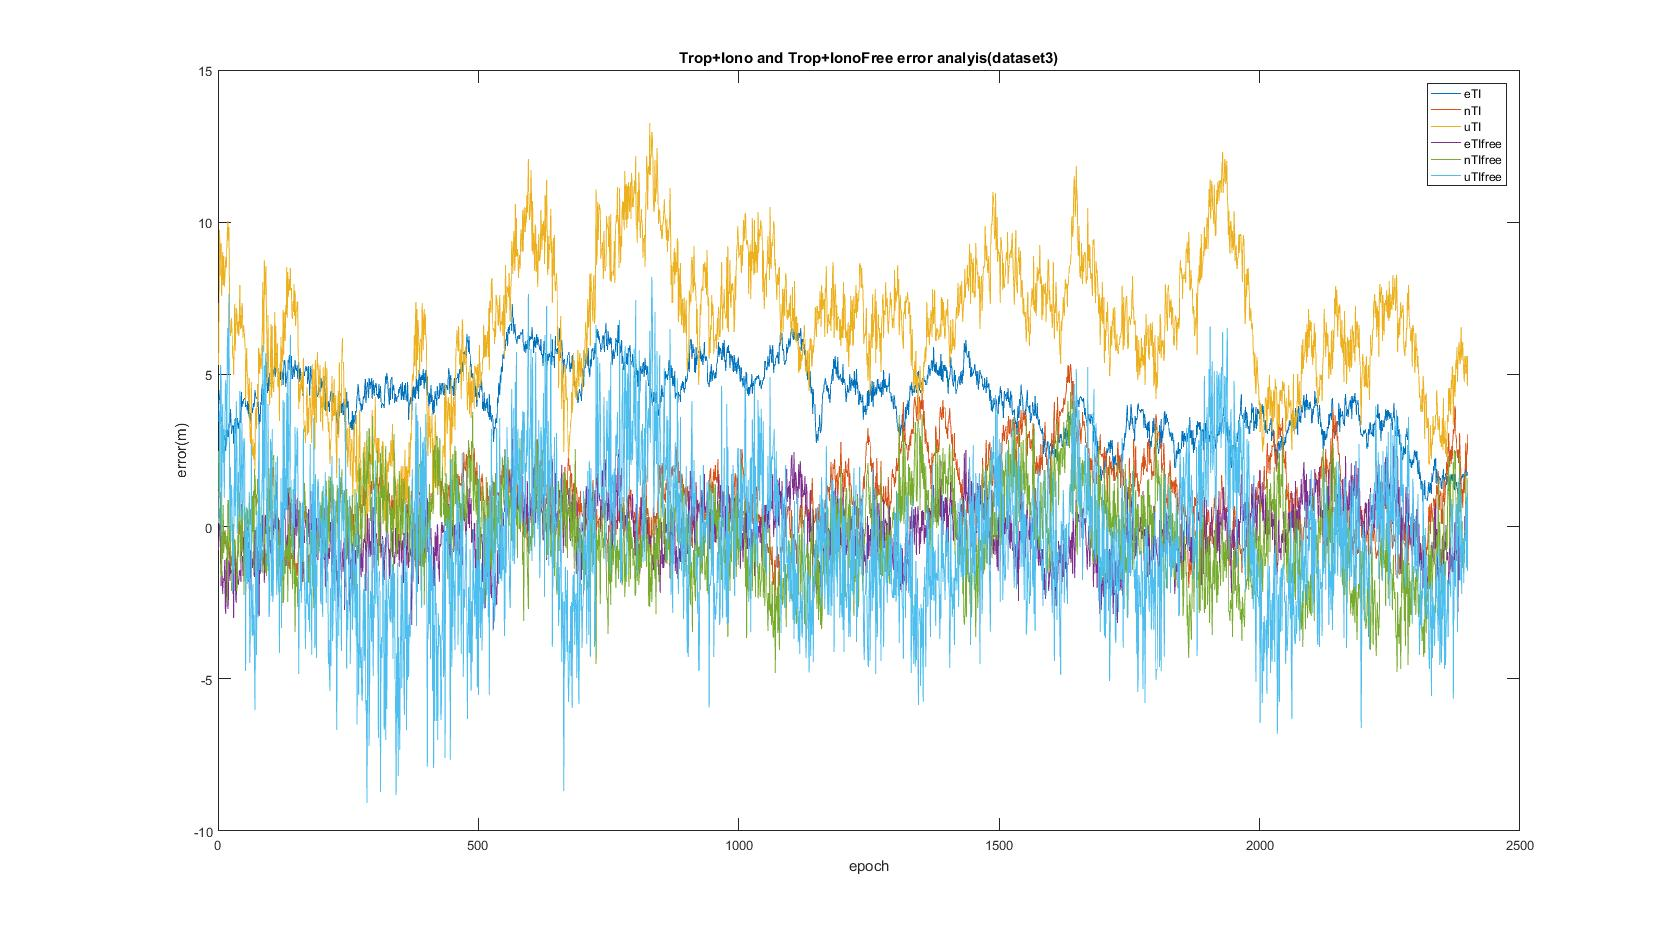 Trop+Iono and Trop+IonoFree error analyis(dataset3)
15
10
5
0
-5
-10
error(m)
0
500
1000
1500
2000
2500
epoch
eTI
nTI
uTI
eTIfree
nTIfree
uTIfree